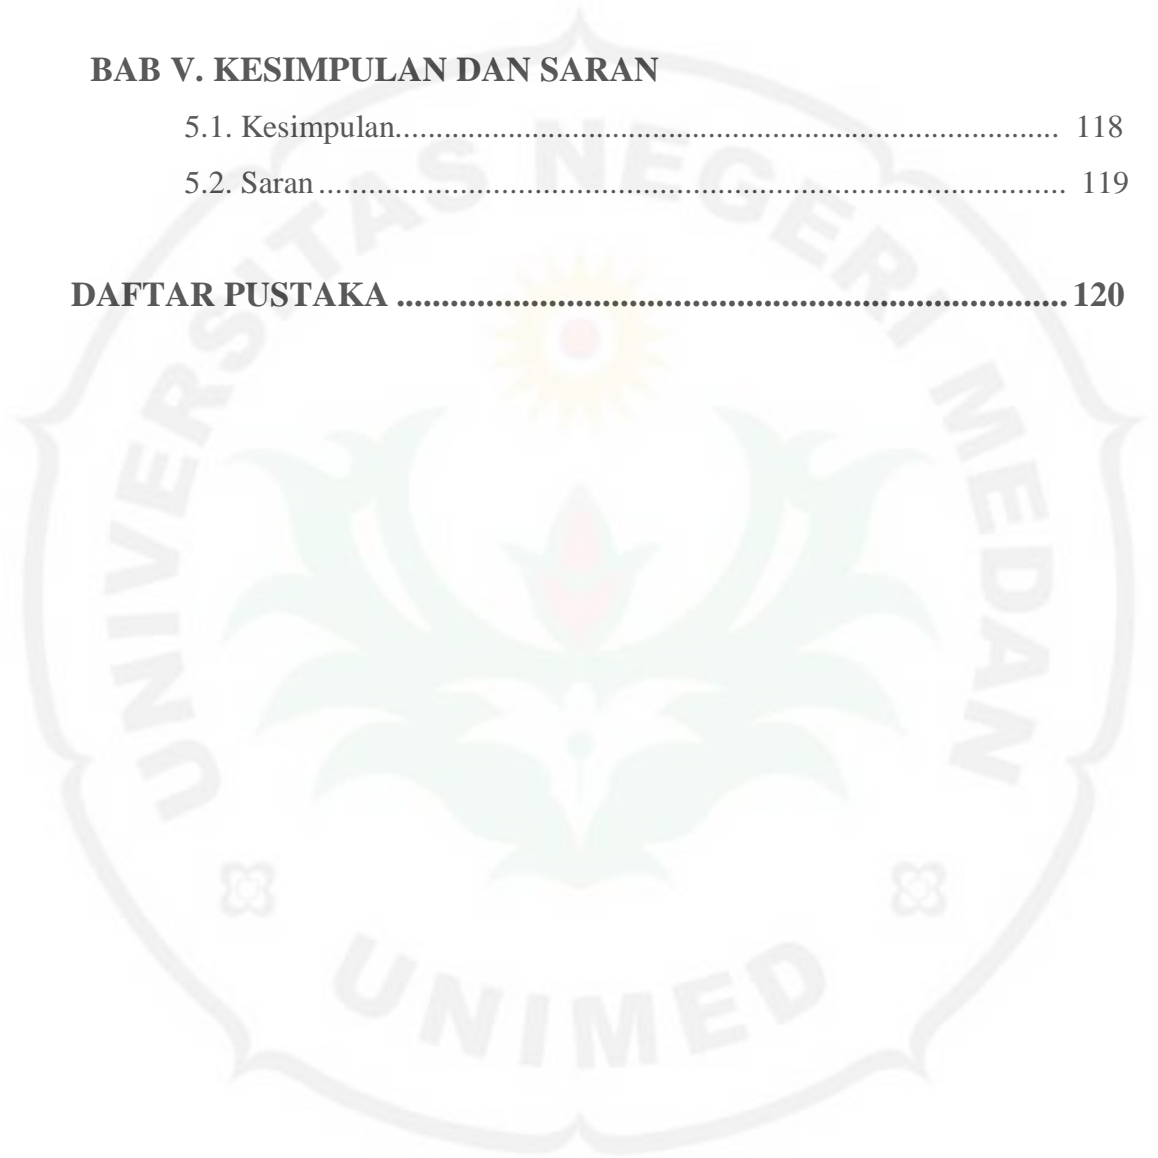 BAB V. KESIMPULAN DAN SARAN
5.1. Kesimpulan.................................................................................. 118
5.2. Saran ............................................................................................ 119
DAFTAR PUSTAKA ........................................................................... 120
UNIVERSITAS NEGERI MEDAN
UNIMED